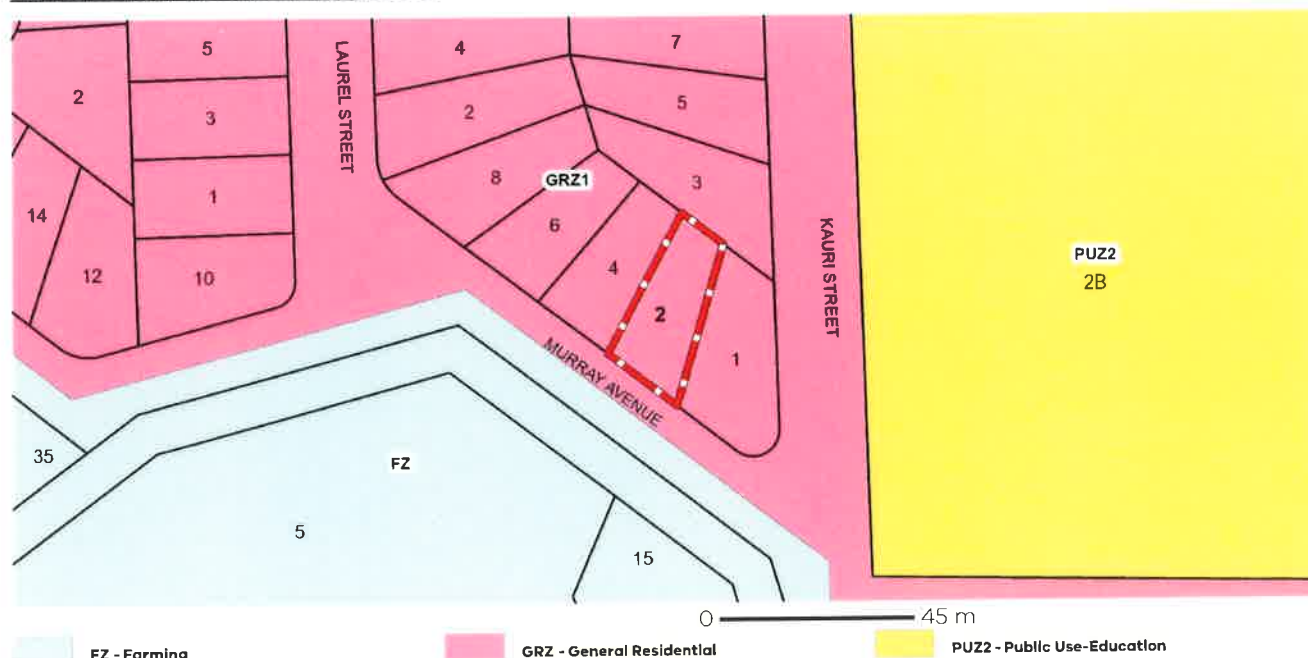 5
LAUREL STREET
4
7
2
3
2
5
8
GRZ1
3
1
14
6
KAURI STREET
PUZ2
2B
12
10
4
2
1
MURRAY AVENUE
35
FZ
5
15
0 45 m
FZ - Farming
GRZ - General Residential
PUZ2 - Public Use-Education